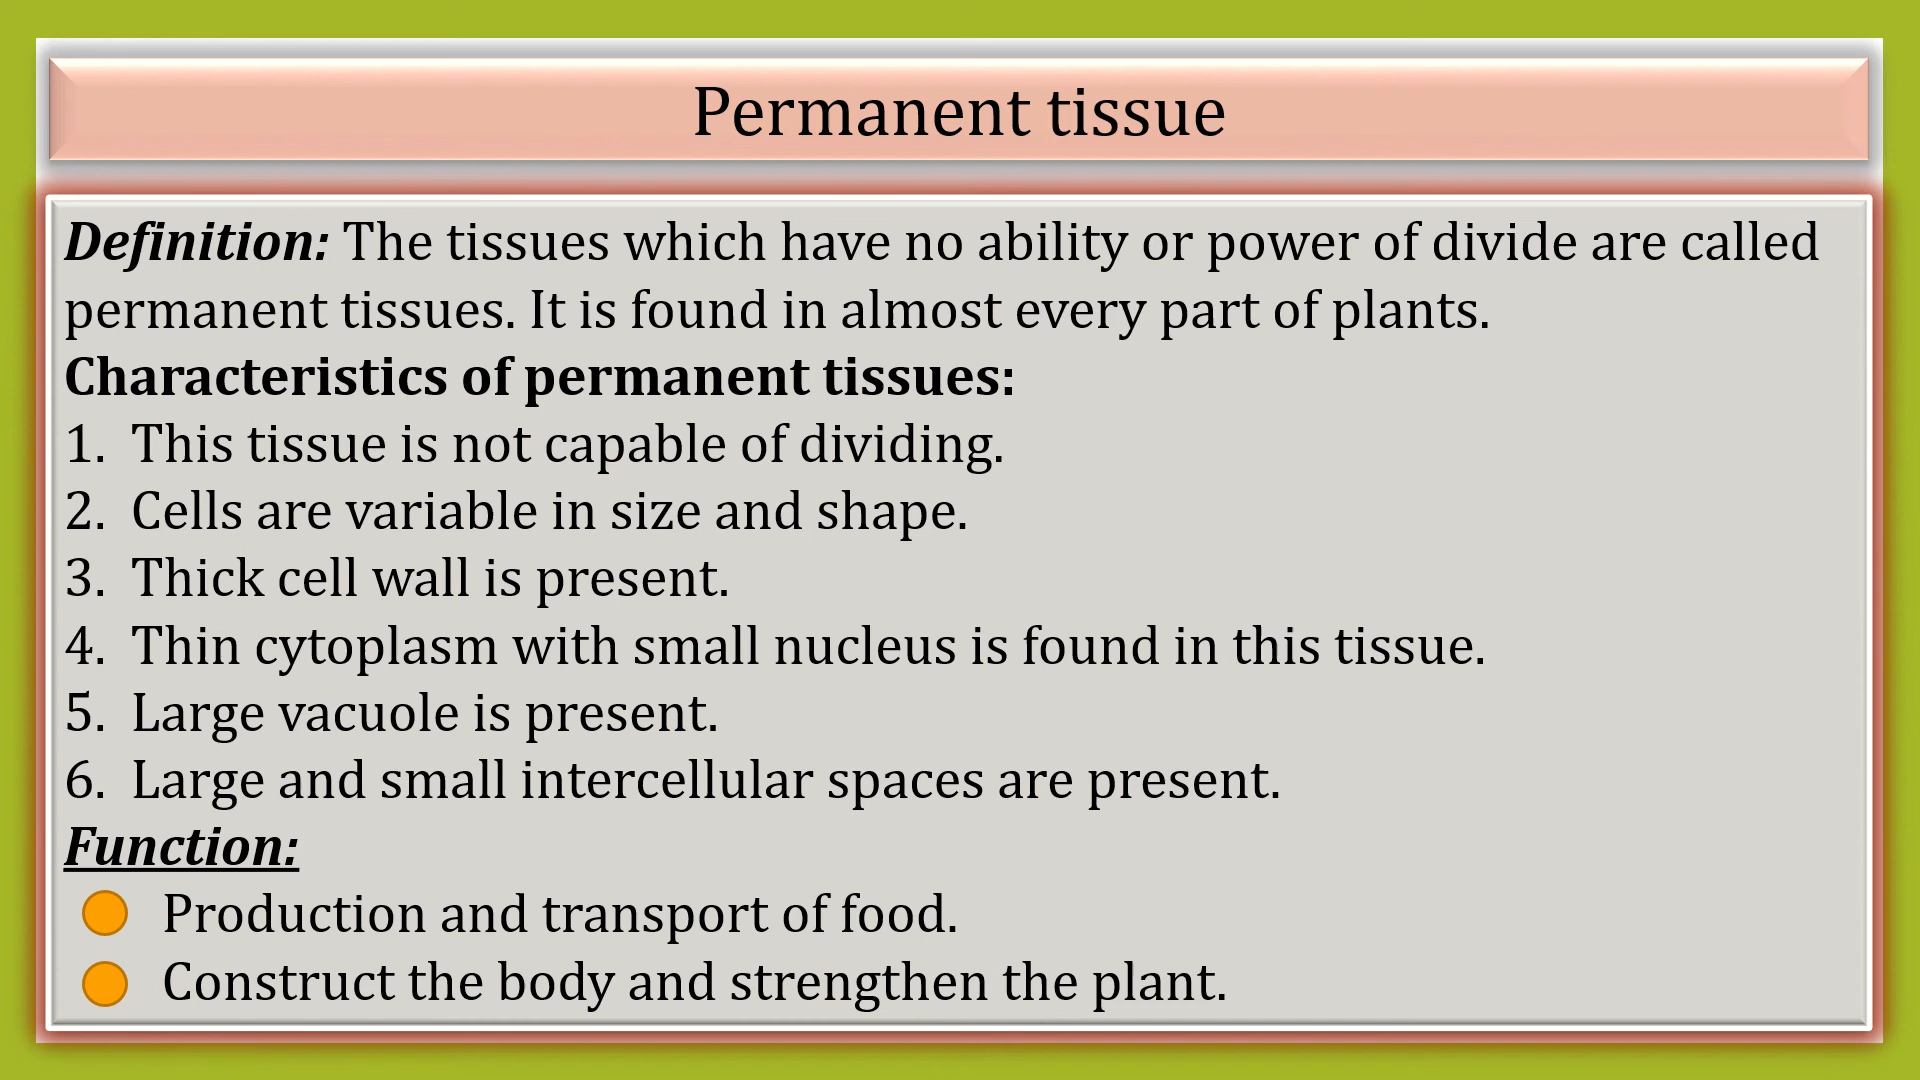 Permanent tissue
Definition: The tissues which have no ability or power of divide are called
permanent tissues. It is found in almost every part of plants.
Characteristics of permanent tissues:
1. This tissue is not capable of dividing.
2. Cells are variable in size and shape.
3. Thick cell wall is present.
4. Thin cytoplasm with small nucleus is found in this tissue.
5. Large vacuole is present.
6. Large and small intercellular spaces are present.
Function:
Production and transport of food.
Construct the body and strengthen the plant.